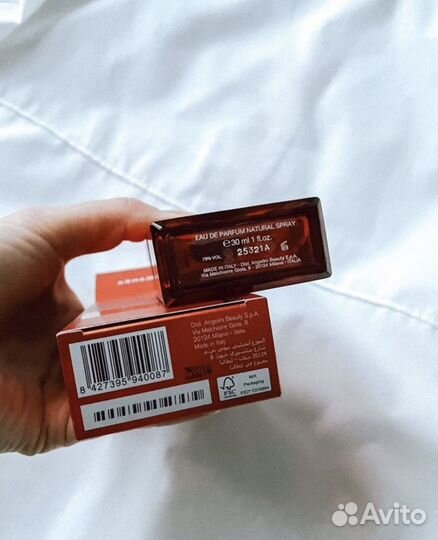 EAU DE PARFUM NATURAL SPRAY
℮30 ml 1 fl.oz.
79% VOL. 25321A
MADE IN ITALY - Dist. Angelini Beauty S.p.A.
Via Melchiorre Gioia, 8 - 20124 Milano - ITALIA
Dist. Angelini Beauty S.p.A.
Via Melchiorre Gioia, 8
20124 Milano - Italia
Made in Italy
8 427395 940087
25321A
FSC
MIX
Packaging
Avito